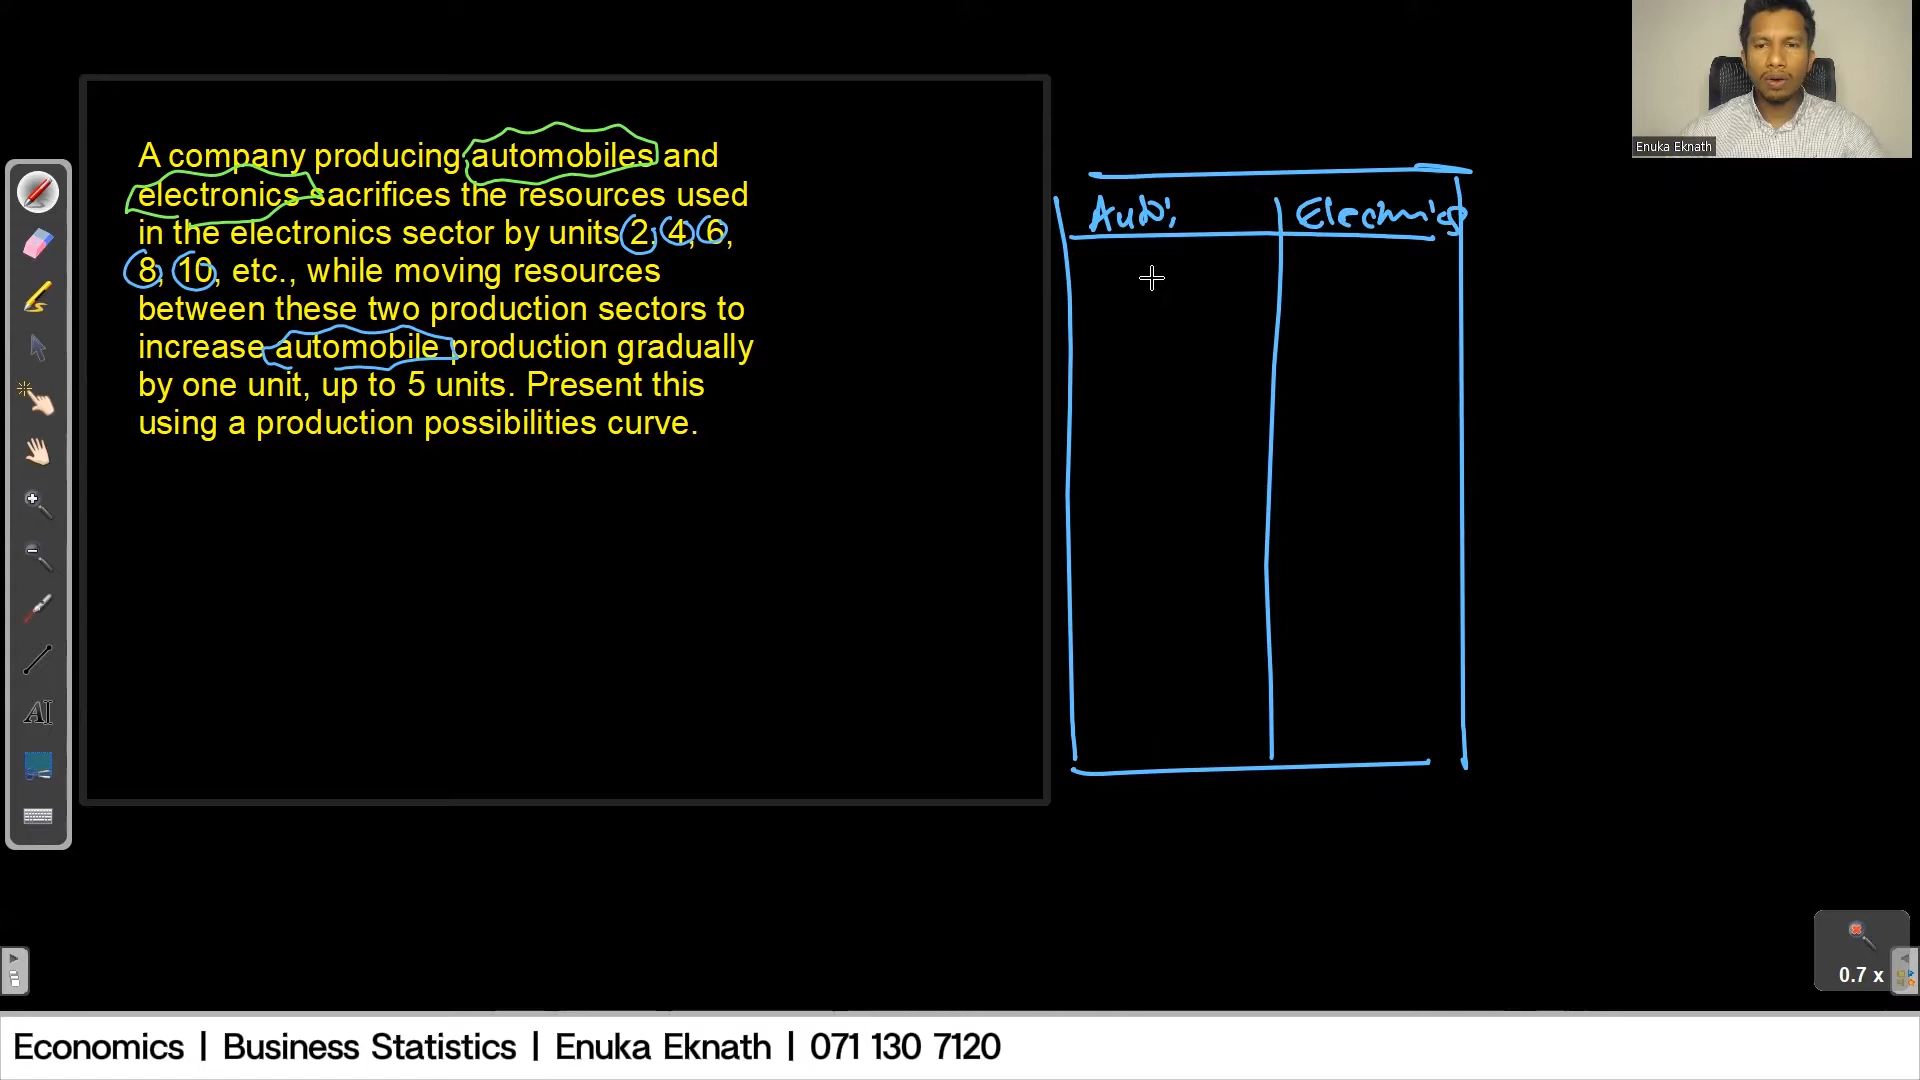 A company producing automobiles and
electronics sacrifices the resources used
in the electronics sector by units 2, 4, 6,
8, 10, etc., while moving resources
between these two production sectors to
increase automobile production gradually
by one unit, up to 5 units. Present this
using a production possibilities curve.
Auto; Electronics
Enuka Eknath
AI
0.7 x
Economics | Business Statistics | Enuka Eknath | 071 130 7120